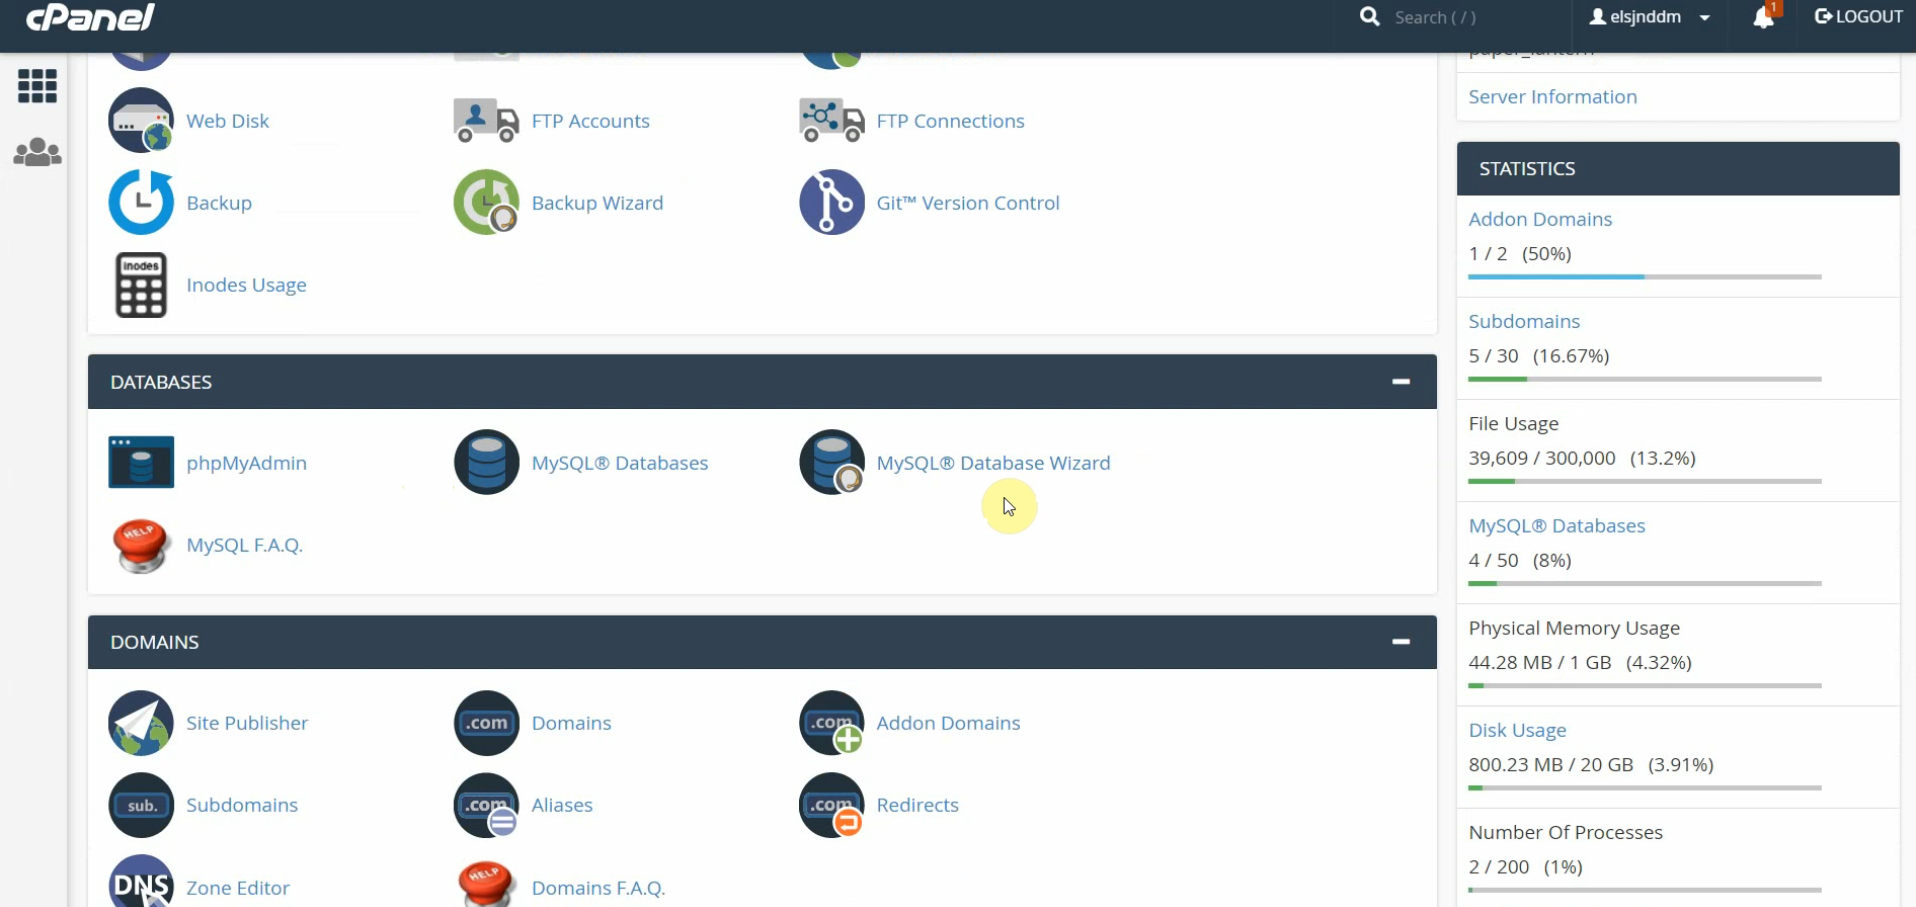 cPanel
Search ( / )
elsjnddm
1
LOGOUT
paper_lantern
Server Information
Web Disk
FTP Accounts
FTP Connections
Backup
Backup Wizard
Git™ Version Control
inodes
Inodes Usage
DATABASES
phpMyAdmin
MySQL® Databases
MySQL® Database Wizard
HELP
MySQL F.A.Q.
DOMAINS
Site Publisher
.com
Domains
.com
Addon Domains
sub.
Subdomains
.com
Aliases
.com
Redirects
DNS
Zone Editor
HELP
Domains F.A.Q.
STATISTICS
Addon Domains
1 / 2 (50%)
Subdomains
5 / 30 (16.67%)
File Usage
39,609 / 300,000 (13.2%)
MySQL® Databases
4 / 50 (8%)
Physical Memory Usage
44.28 MB / 1 GB (4.32%)
Disk Usage
800.23 MB / 20 GB (3.91%)
Number Of Processes
2 / 200 (1%)